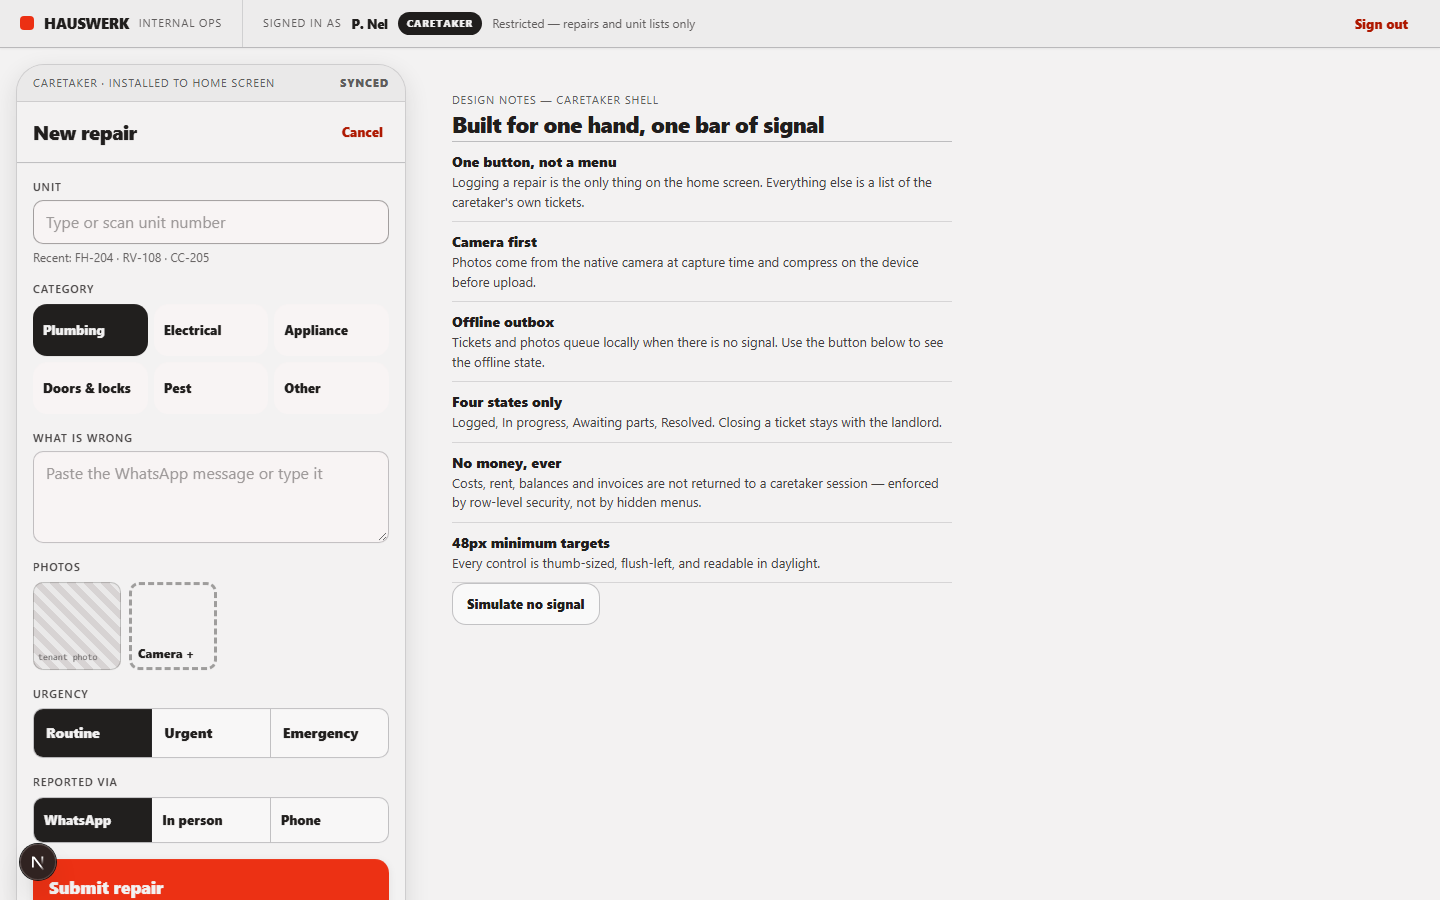 HAUSWERK INTERNAL OPS SIGNED IN AS P. Nel CARETAKER Restricted — repairs and unit lists only Sign out
CARETAKER · INSTALLED TO HOME SCREEN SYNCED
New repair Cancel
UNIT
Type or scan unit number
Recent: FH-204 · RV-108 · CC-205
CATEGORY
Plumbing Electrical Appliance
Doors & locks Pest Other
WHAT IS WRONG
Paste the WhatsApp message or type it
PHOTOS
tenant photo
Camera +
URGENCY
Routine Urgent Emergency
REPORTED VIA
WhatsApp In person Phone
N
Submit repair
DESIGN NOTES — CARETAKER SHELL
Built for one hand, one bar of signal
One button, not a menu
Logging a repair is the only thing on the home screen. Everything else is a list of the
caretaker's own tickets.
Camera first
Photos come from the native camera at capture time and compress on the device
before upload.
Offline outbox
Tickets and photos queue locally when there is no signal. Use the button below to see
the offline state.
Four states only
Logged, In progress, Awaiting parts, Resolved. Closing a ticket stays with the landlord.
No money, ever
Costs, rent, balances and invoices are not returned to a caretaker session — enforced
by row-level security, not by hidden menus.
48px minimum targets
Every control is thumb-sized, flush-left, and readable in daylight.
Simulate no signal